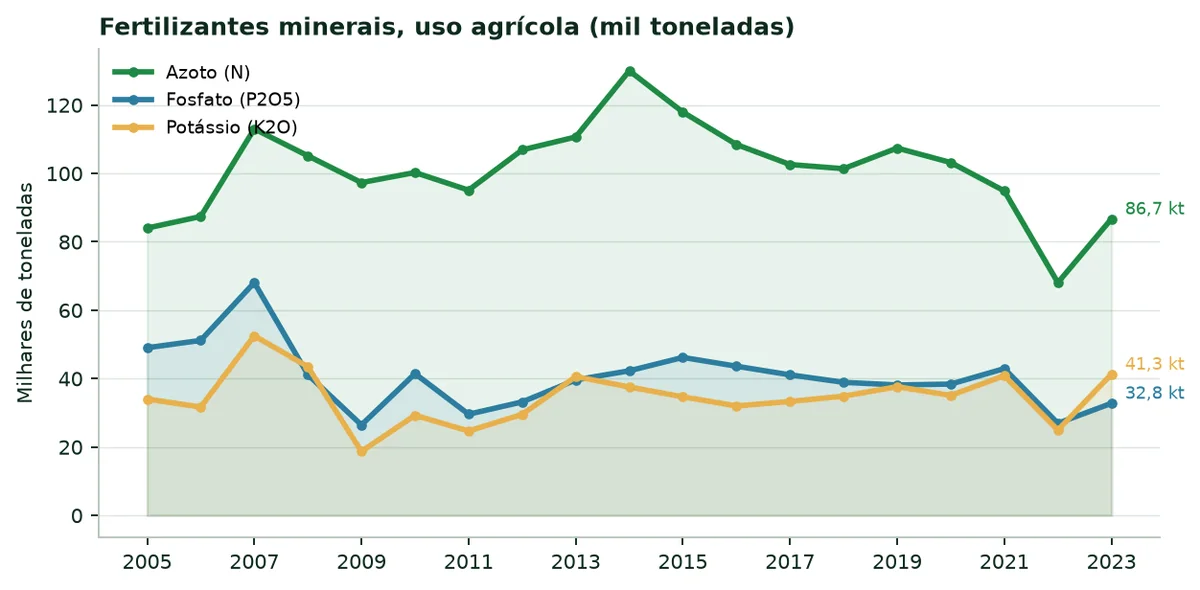 Fertilizantes minerais, uso agrícola (mil toneladas)
Azoto (N)
Fosfato (P2O5)
Potássio (K2O)
Milhares de toneladas
120
100
80
60
40
20
0
86,7 kt
41,3 kt
32,8 kt
2005 2007 2009 2011 2013 2015 2017 2019 2021 2023